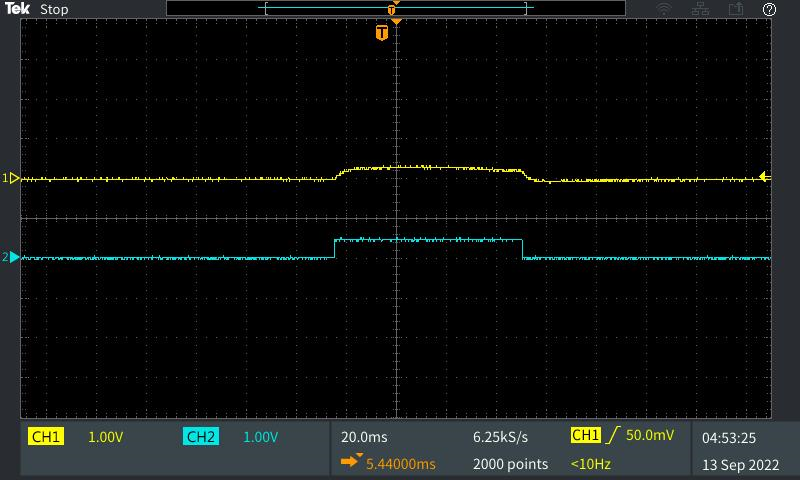 Tek Stop
T
T
?
1
2
CH1 1.00V CH2 1.00V 20.0ms 6.25kS/s CH1 50.0mV 04:53:25
5.44000ms 2000 points <10Hz 13 Sep 2022